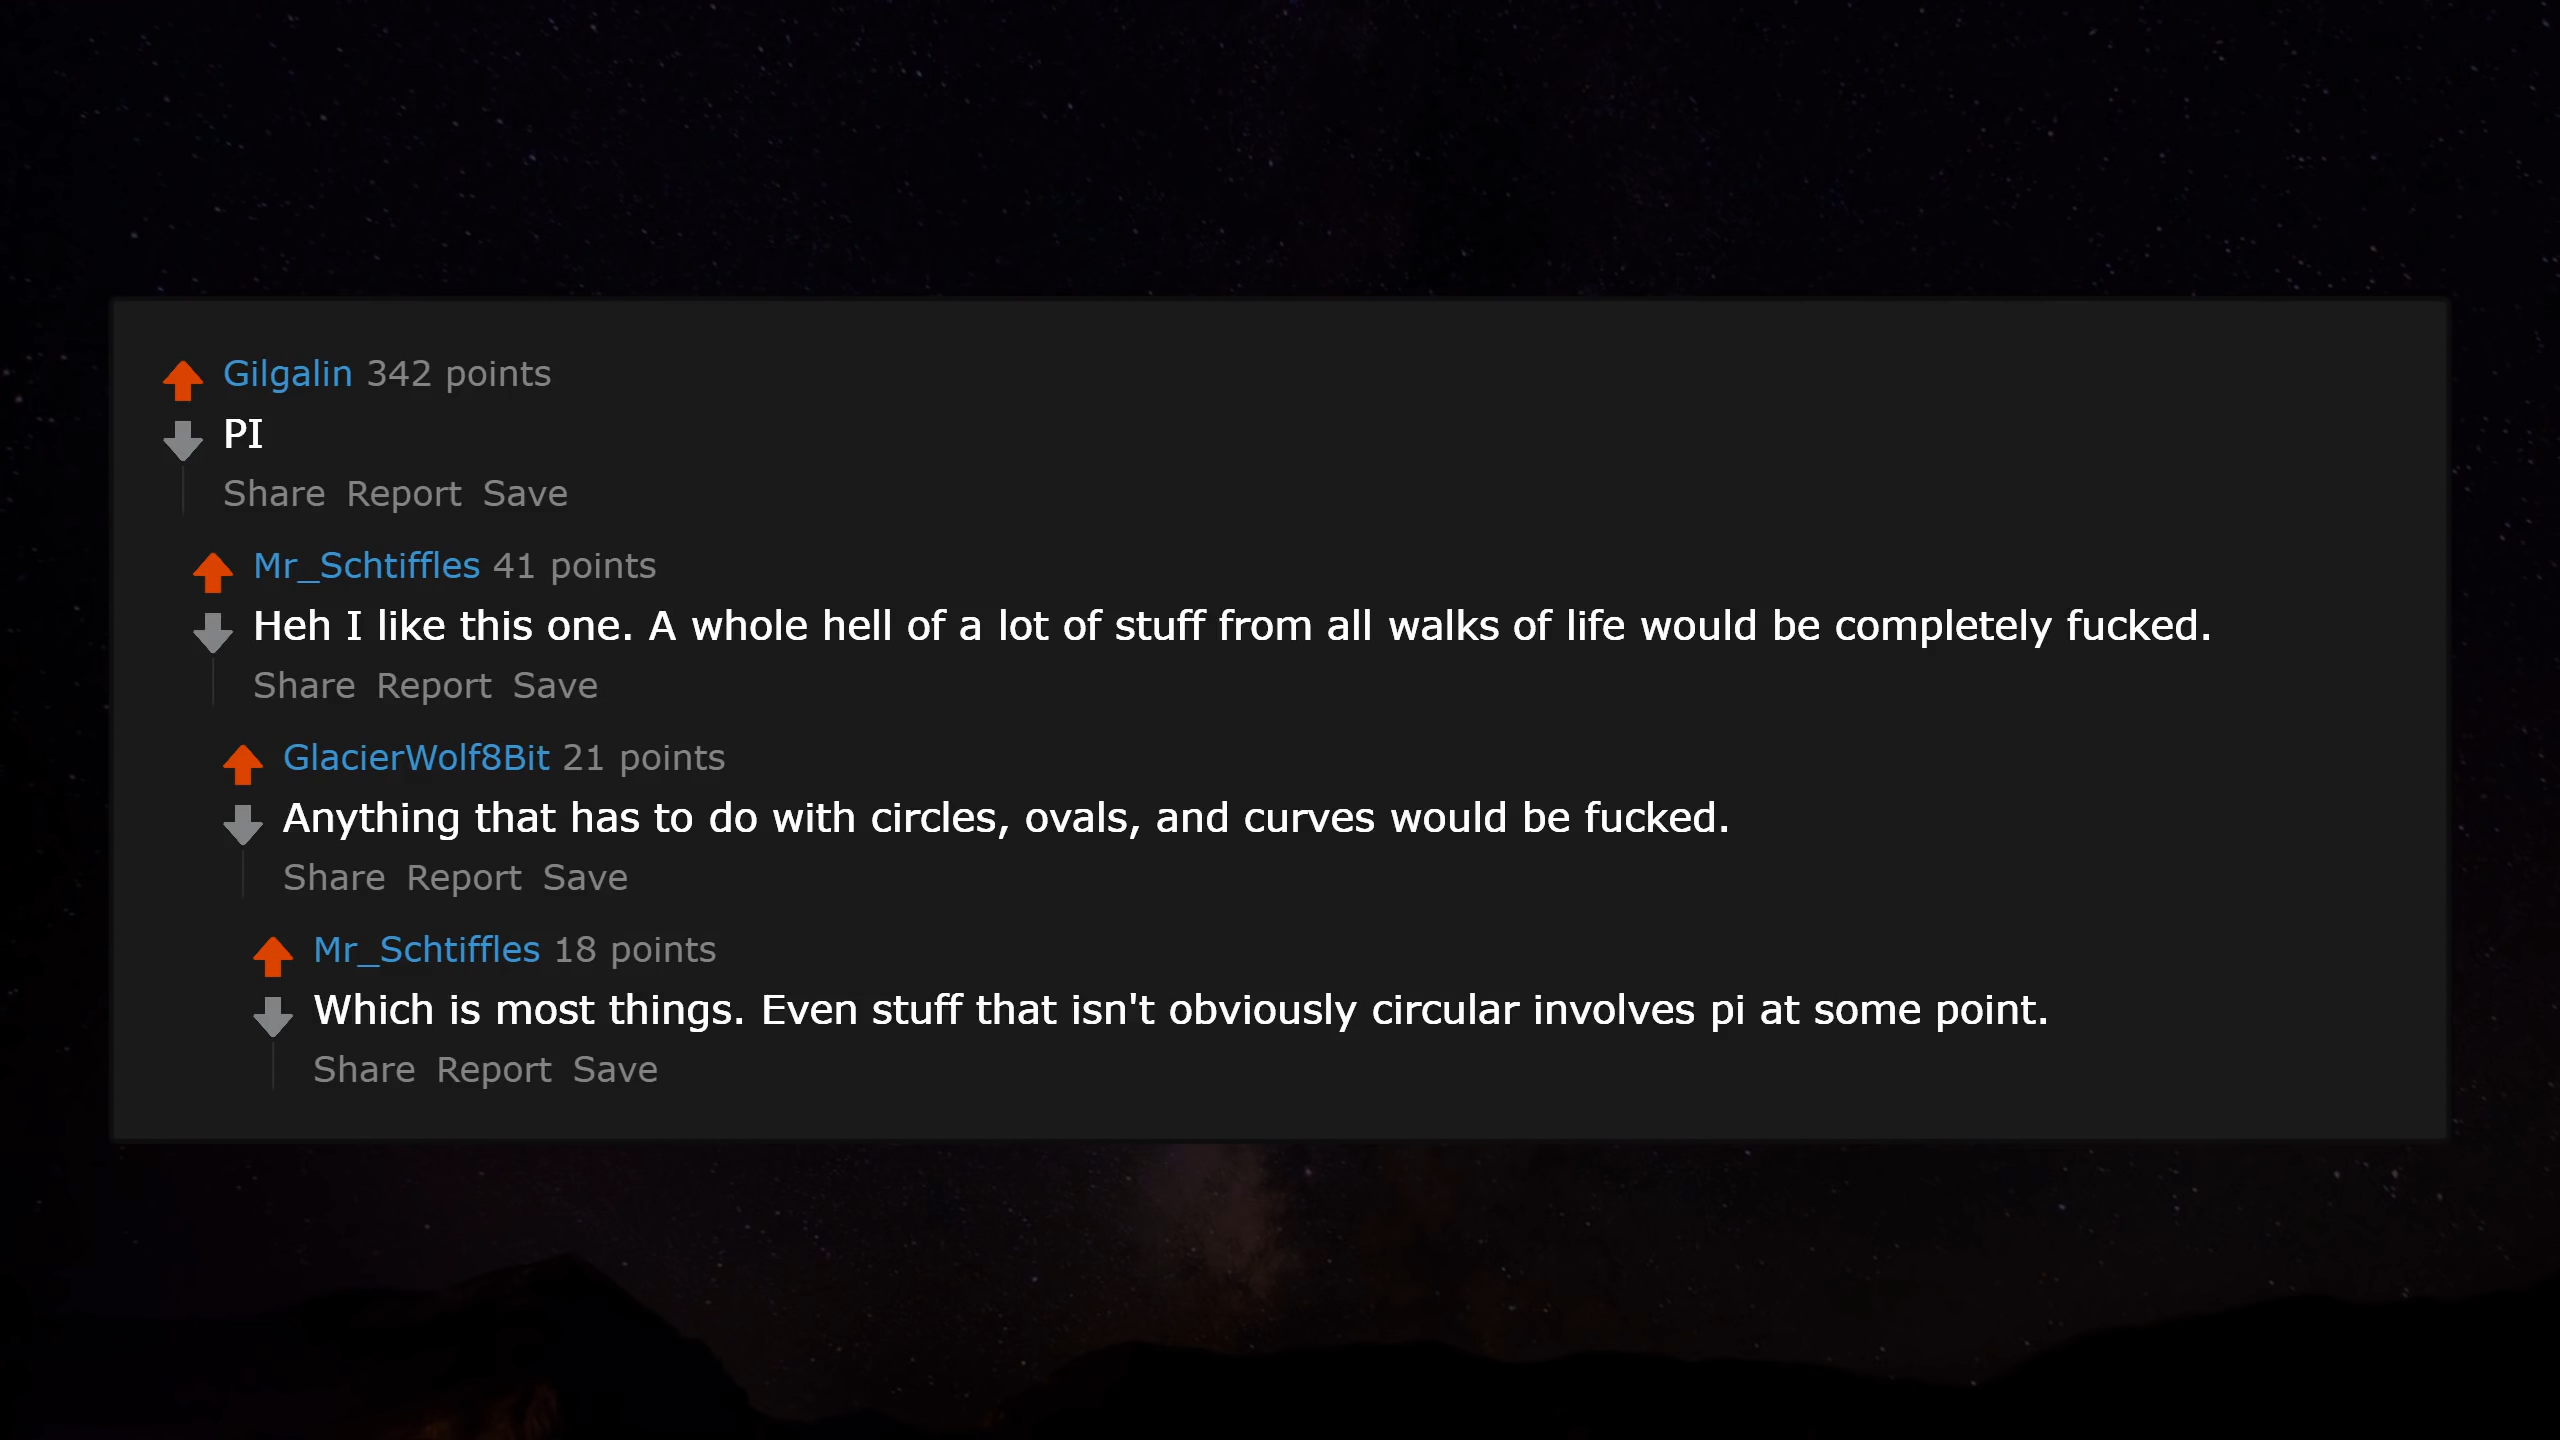 Gilgalin 342 points
PI
Share Report Save
Mr_Schtiffles 41 points
Heh I like this one. A whole hell of a lot of stuff from all walks of life would be completely fucked.
Share Report Save
GlacierWolf8Bit 21 points
Anything that has to do with circles, ovals, and curves would be fucked.
Share Report Save
Mr_Schtiffles 18 points
Which is most things. Even stuff that isn't obviously circular involves pi at some point.
Share Report Save